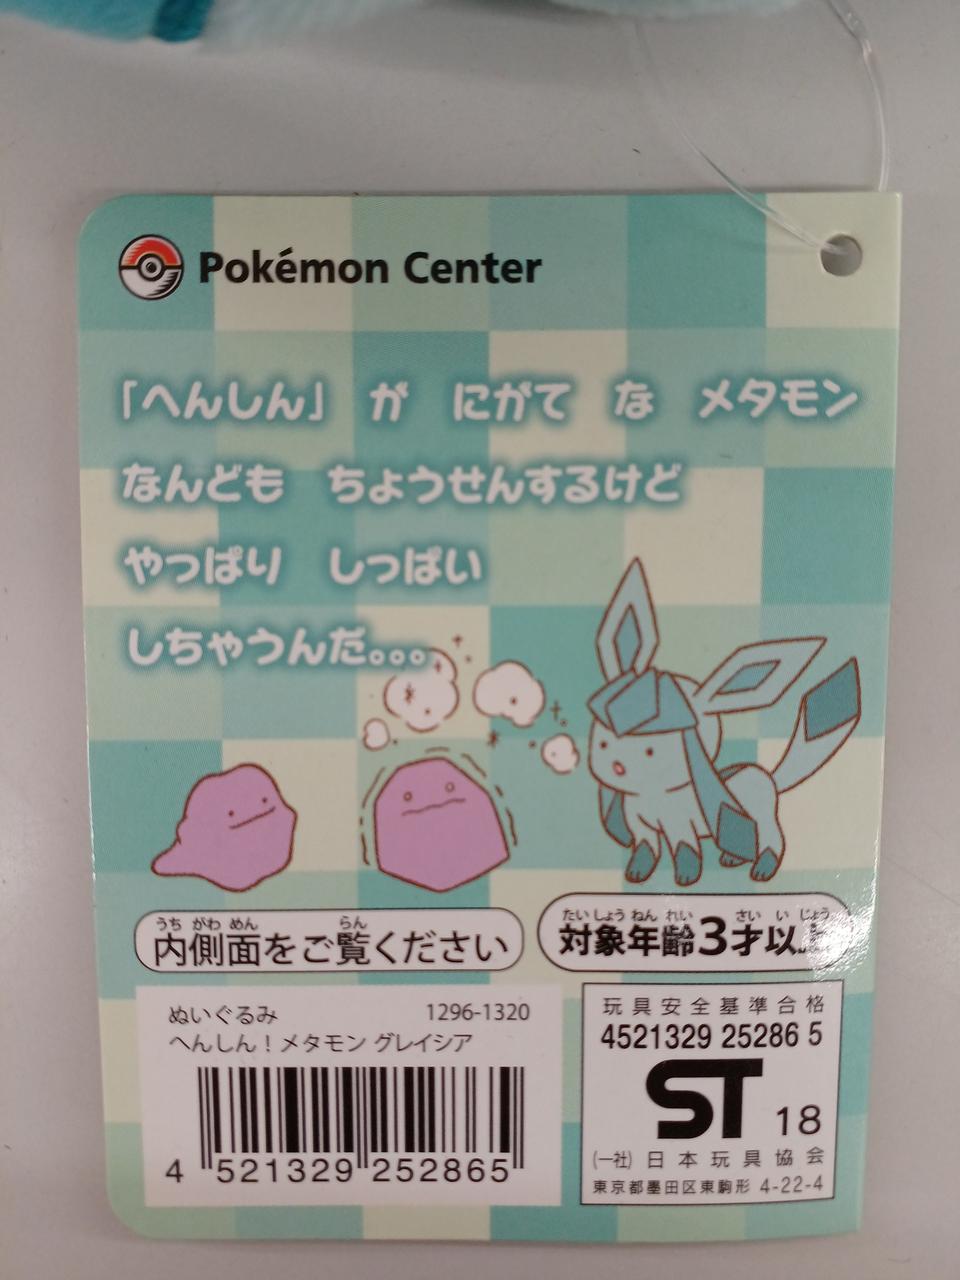 Pokémon Center
「へんしん」 が にがて な メタモン
なんども ちょうせんするけど
やっぱり しっぱい
しちゃうんだ。。。
うち がわ めん らん
内側面をご覧ください
たい しょう ねん れい さい い じょう
対象年齢3才以上
ぬいぐるみ 1296-1320
へんしん！メタモン グレイシア
4 521329 252865
玩具安全基準合格
4521329 25286 5
ST 18
(一社) 日本玩具協会
東京都墨田区東駒形 4-22-4